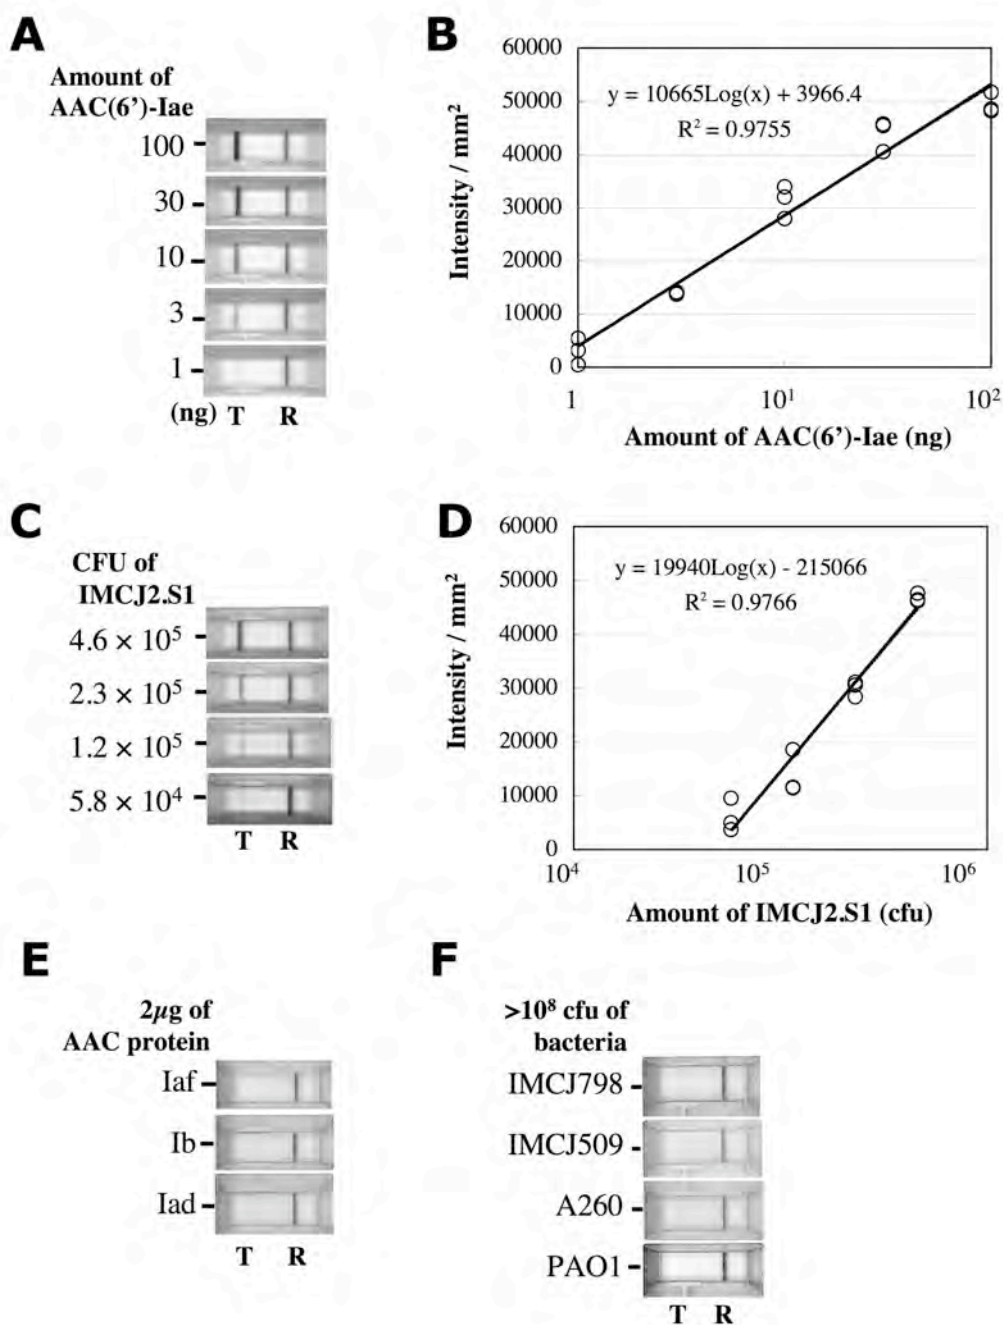 A
Amount of
AAC(6’)-Iae
100
30
10
3
1
(ng) T R
B
60000
50000
40000
30000
20000
10000
0
y = 10665Log(x) + 3966.4
R² = 0.9755
Intensity / mm²
1 10¹ 10²
Amount of AAC(6’)-Iae (ng)
C
CFU of
IMCJ2.S1
4.6 × 10⁵
2.3 × 10⁵
1.2 × 10⁵
5.8 × 10⁴
T R
D
60000
50000
40000
30000
20000
10000
0
y = 19940Log(x) - 215066
R² = 0.9766
Intensity / mm²
10⁴ 10⁵ 10⁶
Amount of IMCJ2.S1 (cfu)
E
2μg of
AAC protein
Iaf
Ib
Iad
T R
F
>10⁸ cfu of
bacteria
IMCJ798
IMCJ509
A260
PAO1
T R